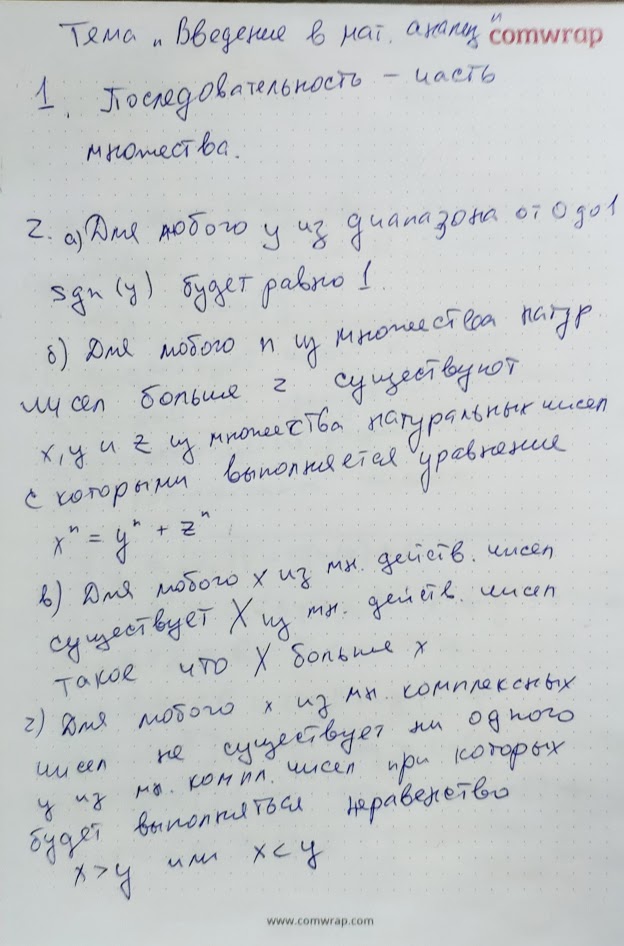 Тема „Введение в мат. анализ"
comwrap
1. Последовательность – часть
множества.
2. а) Для любого y из диапазона от 0 до 1
sgn (y) будет равно 1
б) Для любого n из множества натур.
чисел больше 2 существуют
x, y и z из множества натуральных чисел
с которыми выполняется уравнение
xⁿ = yⁿ + zⁿ
в) Для любого x из мн. действ. чисел
существует X из мн. действ. чисел
такое что X больше x
г) Для любого x из мн. комплексных
чисел не существует ни одного
y из мн. компл. чисел при которых
будет выполняться неравенство
x > y или x < y
www.comwrap.com